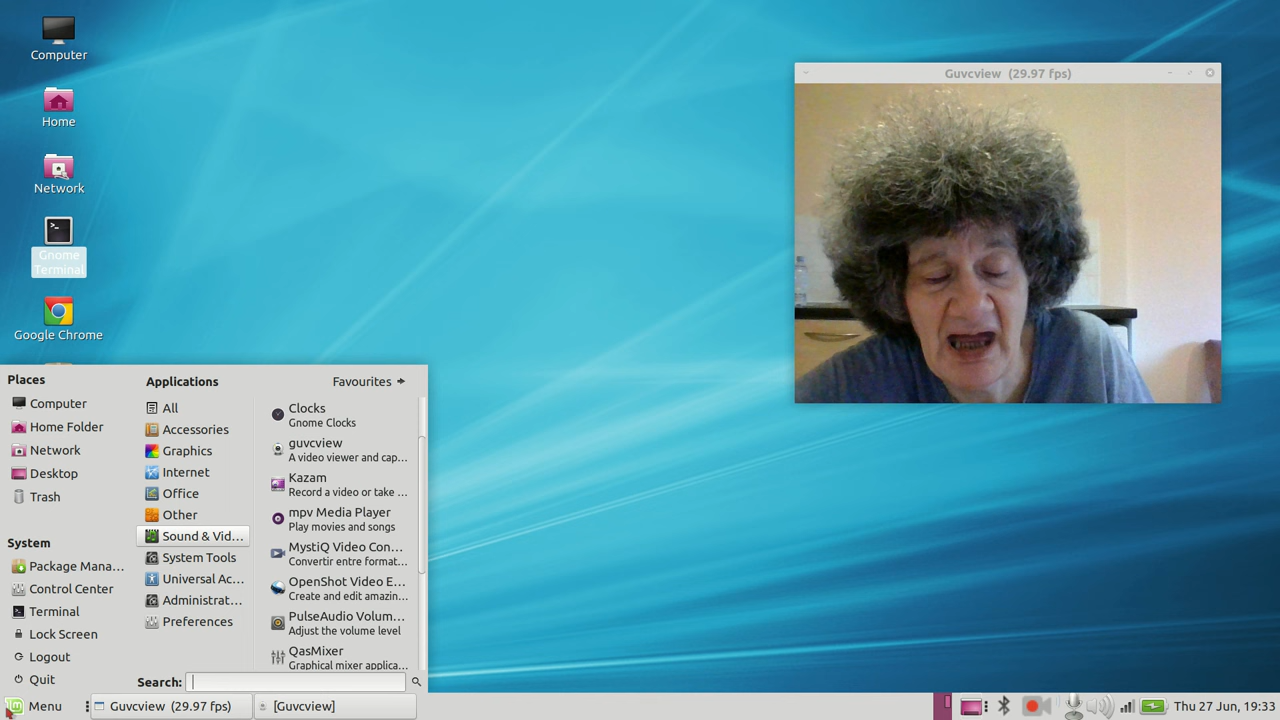 Computer
Home
Network
Gnome
Terminal
Google Chrome
Guvcview (29.97 fps)
Places
Computer
Home Folder
Network
Desktop
Trash
System
Package Mana...
Control Center
Terminal
Lock Screen
Logout
Quit
Applications
Favourites
All
Accessories
Graphics
Internet
Office
Other
Sound & Vid...
System Tools
Universal Ac...
Administrat...
Preferences
Clocks
Gnome Clocks
guvcview
A video viewer and cap...
Kazam
Record a video or take ...
mpv Media Player
Play movies and songs
MystiQ Video Con...
Convertir entre format...
OpenShot Video E...
Create and edit amazin...
PulseAudio Volum...
Adjust the volume level
QasMixer
Graphical mixer applica...
Search:
Menu
Guvcview (29.97 fps)
[Guvcview]
Thu 27 Jun, 19:33